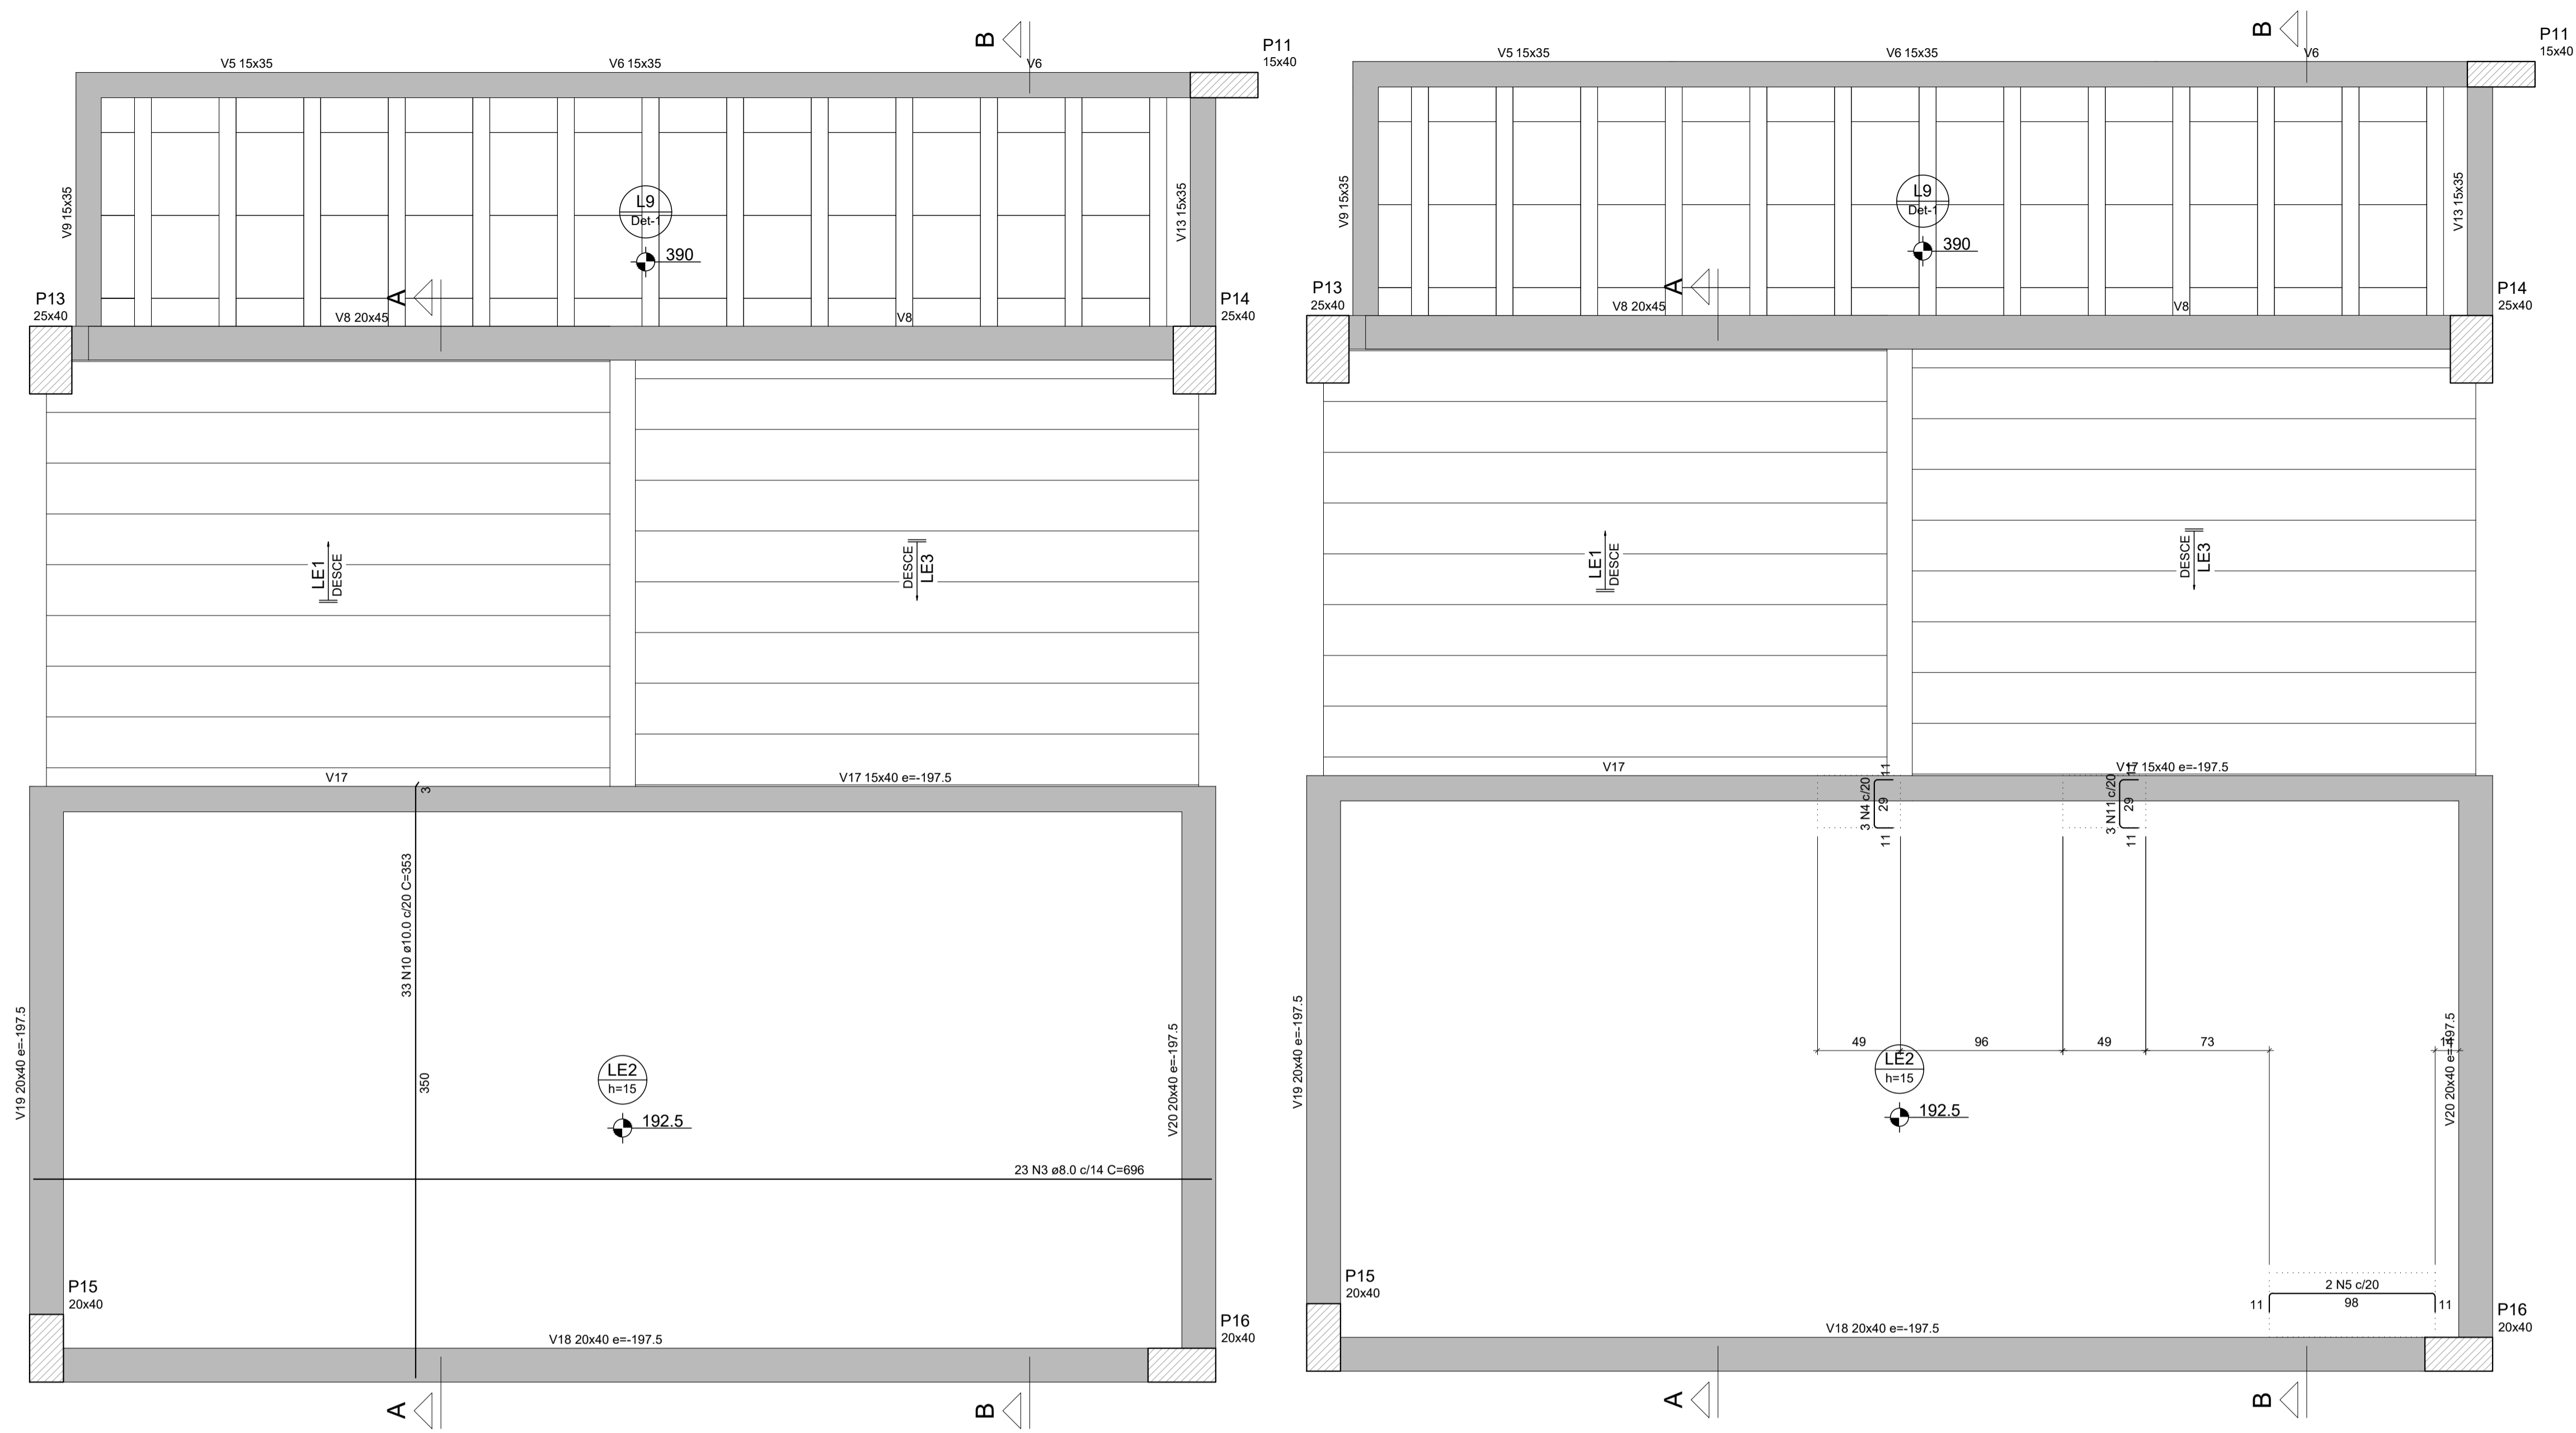 B
P11
15x40
V5 15x35
V6 15x35
V6
V9 15x35
L9
Det-1
390
V13 15x35
A
P13
25x40
V8 20x45
V8
P14
25x40
LE1
DESCE
DESCE
LE3
V17
V17 15x40 e=-197.5
3
33 N10 ø10.0 c/20 C=353
350
V19 20x40 e=-197.5
LE2
h=15
192.5
V20 20x40 e=-197.5
23 N3 ø8.0 c/14 C=696
P15
20x40
V18 20x40 e=-197.5
P16
20x40
A
B
B
P11
15x40
V5 15x35
V6 15x35
V6
V9 15x35
L9
Det-1
390
V13 15x35
A
P13
25x40
V8 20x45
V8
P14
25x40
LE1
DESCE
DESCE
LE3
V17
V17 15x40 e=-197.5
11
3 N4 c/20
29
11
11
3 N11 c/20
29
11
49
96
49
73
V19 20x40 e=-197.5
LE2
h=15
192.5
V20 20x40 e=-197.5
2 N5 c/20
11
98
11
P15
20x40
V18 20x40 e=-197.5
P16
20x40
A
B